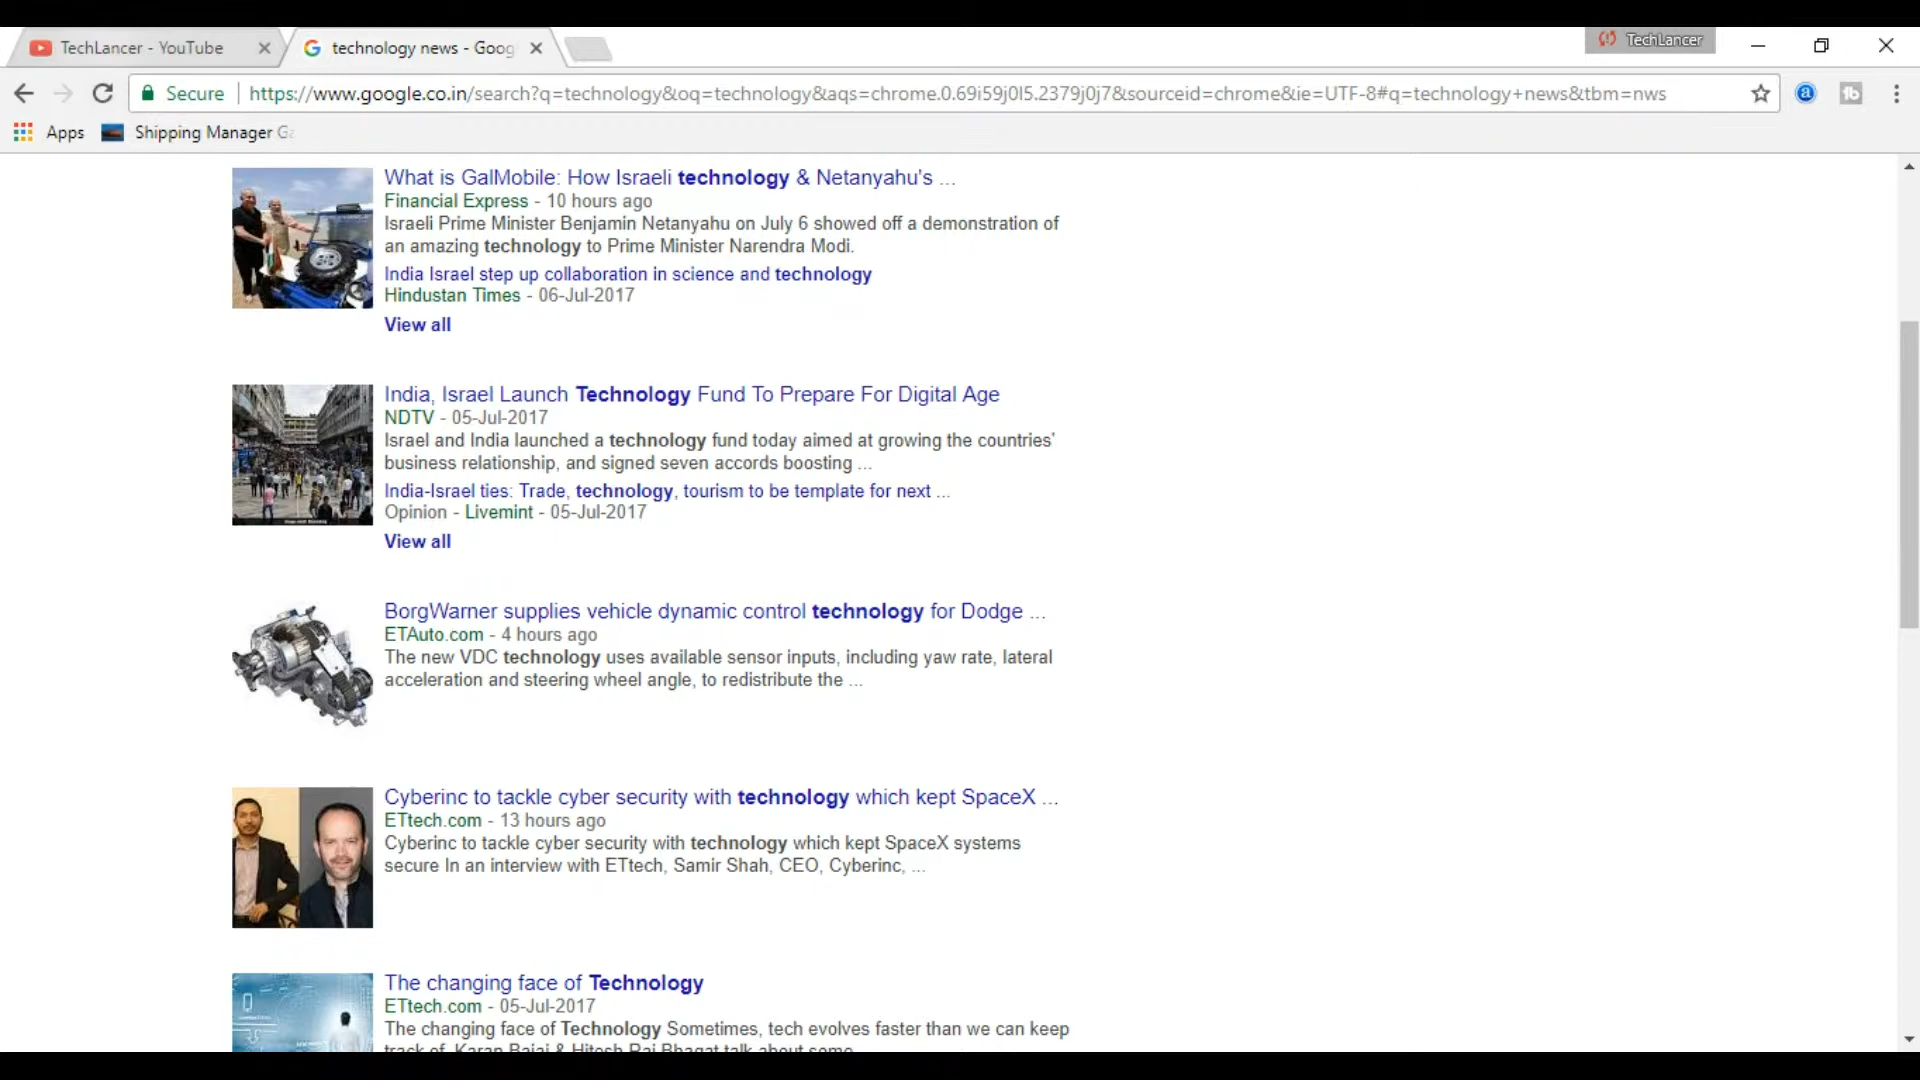 TechLancer - YouTube
technology news - Goog
TechLancer
Secure
https://www.google.co.in/search?q=technology&oq=technology&aqs=chrome.0.69i59j0l5.2379j0j7&sourceid=chrome&ie=UTF-8#q=technology+news&tbm=nws
Apps
Shipping Manager Ga
What is GalMobile: How Israeli technology & Netanyahu's ...
Financial Express - 10 hours ago
Israeli Prime Minister Benjamin Netanyahu on July 6 showed off a demonstration of
an amazing technology to Prime Minister Narendra Modi.
India Israel step up collaboration in science and technology
Hindustan Times - 06-Jul-2017
View all
India, Israel Launch Technology Fund To Prepare For Digital Age
NDTV - 05-Jul-2017
Israel and India launched a technology fund today aimed at growing the countries'
business relationship, and signed seven accords boosting ...
India-Israel ties: Trade, technology, tourism to be template for next ...
Opinion - Livemint - 05-Jul-2017
View all
BorgWarner supplies vehicle dynamic control technology for Dodge ...
ETAuto.com - 4 hours ago
The new VDC technology uses available sensor inputs, including yaw rate, lateral
acceleration and steering wheel angle, to redistribute the ...
Cyberinc to tackle cyber security with technology which kept SpaceX ...
ETtech.com - 13 hours ago
Cyberinc to tackle cyber security with technology which kept SpaceX systems
secure In an interview with ETtech, Samir Shah, CEO, Cyberinc, ...
The changing face of Technology
ETtech.com - 05-Jul-2017
The changing face of Technology Sometimes, tech evolves faster than we can keep
track of. Karan Bajaj & Hitesh Raj Bhagat talk about some